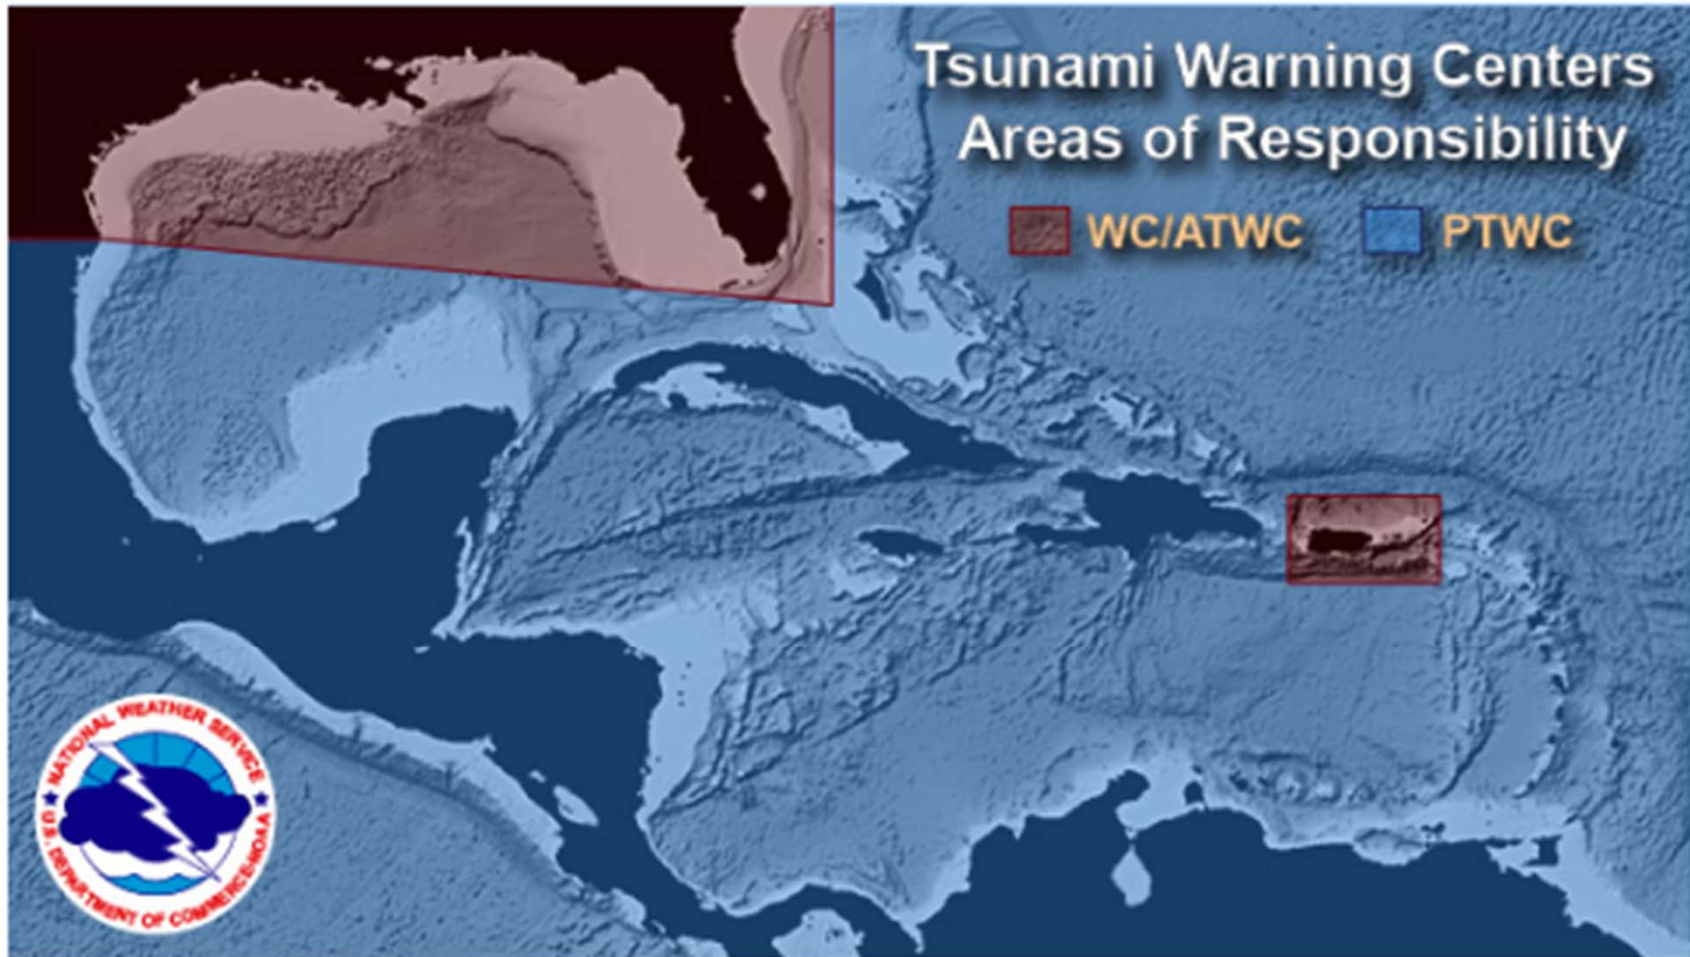 Tsunami Warning Centers
Areas of Responsibility
WC/ATWC
PTWC
NATIONAL WEATHER SERVICE
U.S. DEPARTMENT OF COMMERCE
NOAA